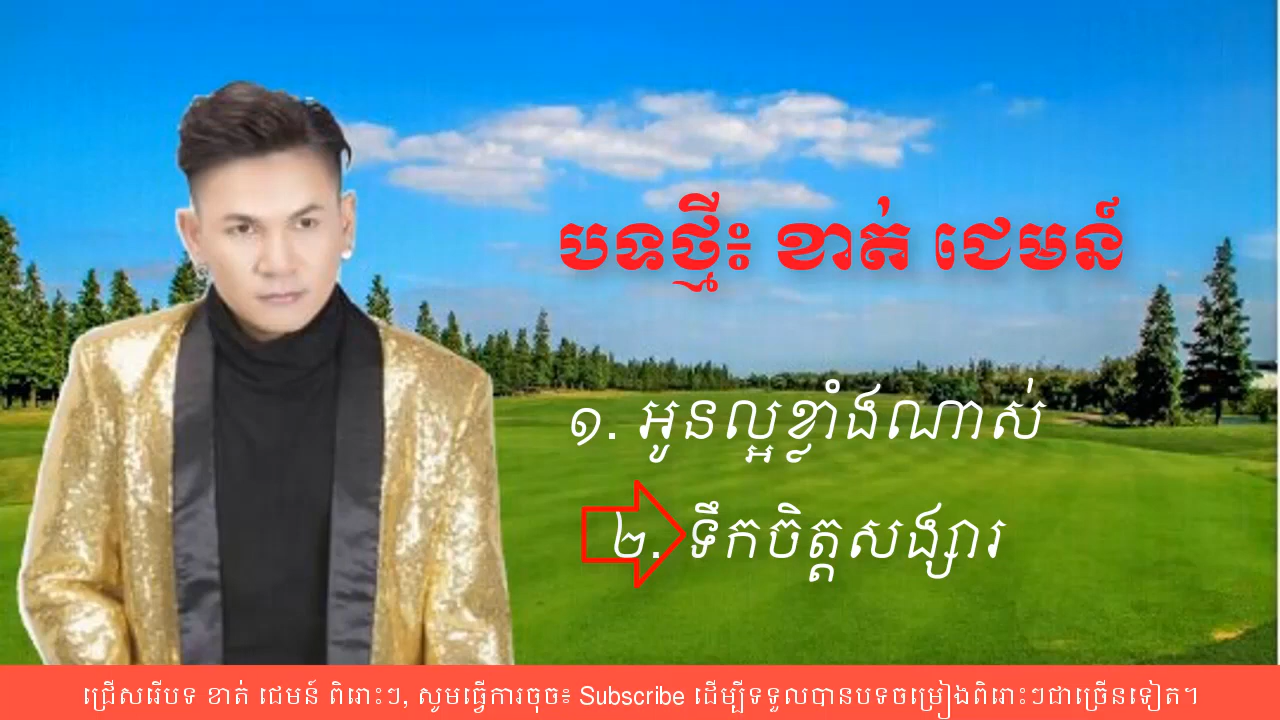 បទថ្មី៖ ខាត់ ជេមន៍
១. អូនល្អខ្លាំងណាស់
២. ទឹកចិត្តសង្សារ
ជ្រើសរើបទ ខាត់ ជេមន៍ ពិរោះៗ, សូមធ្វើការចុច៖ Subscribe ដើម្បីទទួលបានបទចម្រៀងពិរោះៗជាច្រើនទៀត។